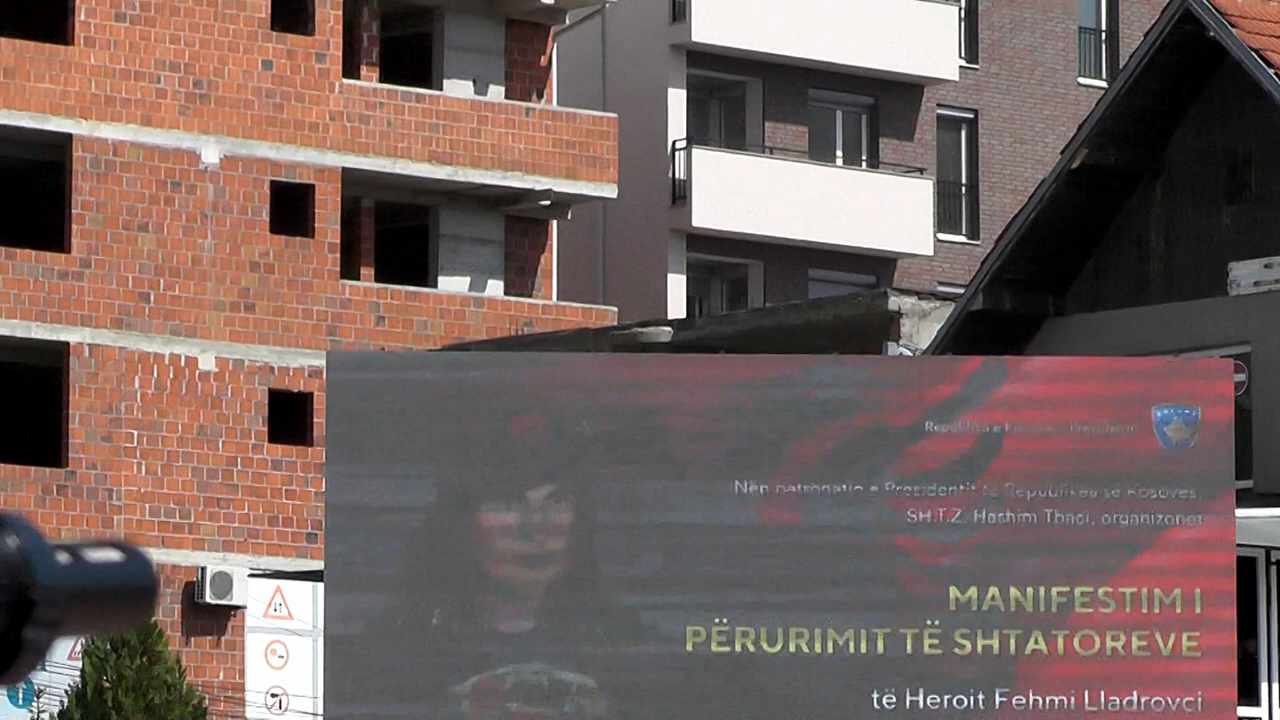 Republika e Kosovës - Presidenti
Nën patronatin e Presidentit të Republikës së Kosovës,
SH.T.Z. Hashim Thaçi, organizohet
MANIFESTIM I
PËRURIMIT TË SHTATOREVE
të Heroit Fehmi Lladrovci